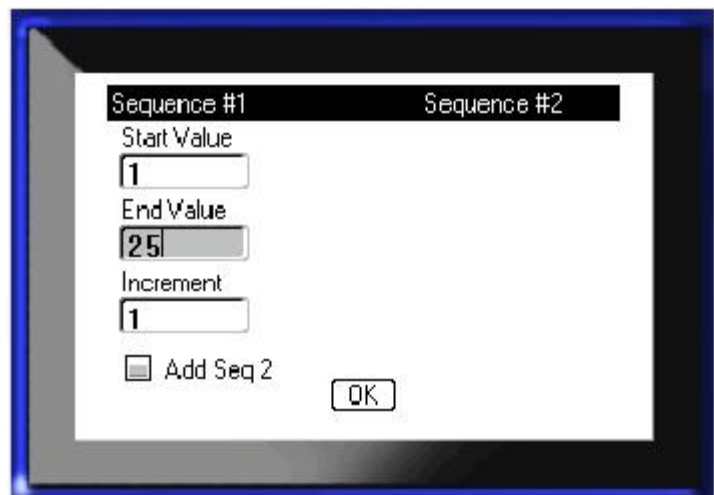 Sequence #1 Sequence #2
Start Value
1
End Value
25
Increment
1
Add Seq 2
OK